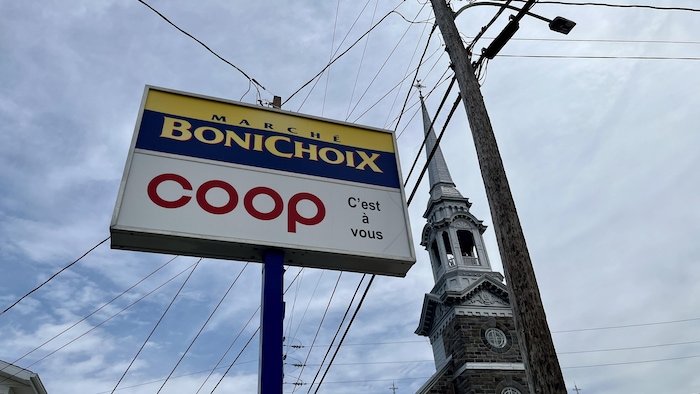 MARCHÉ
BONICHOIX
coop
C'est
à
vous